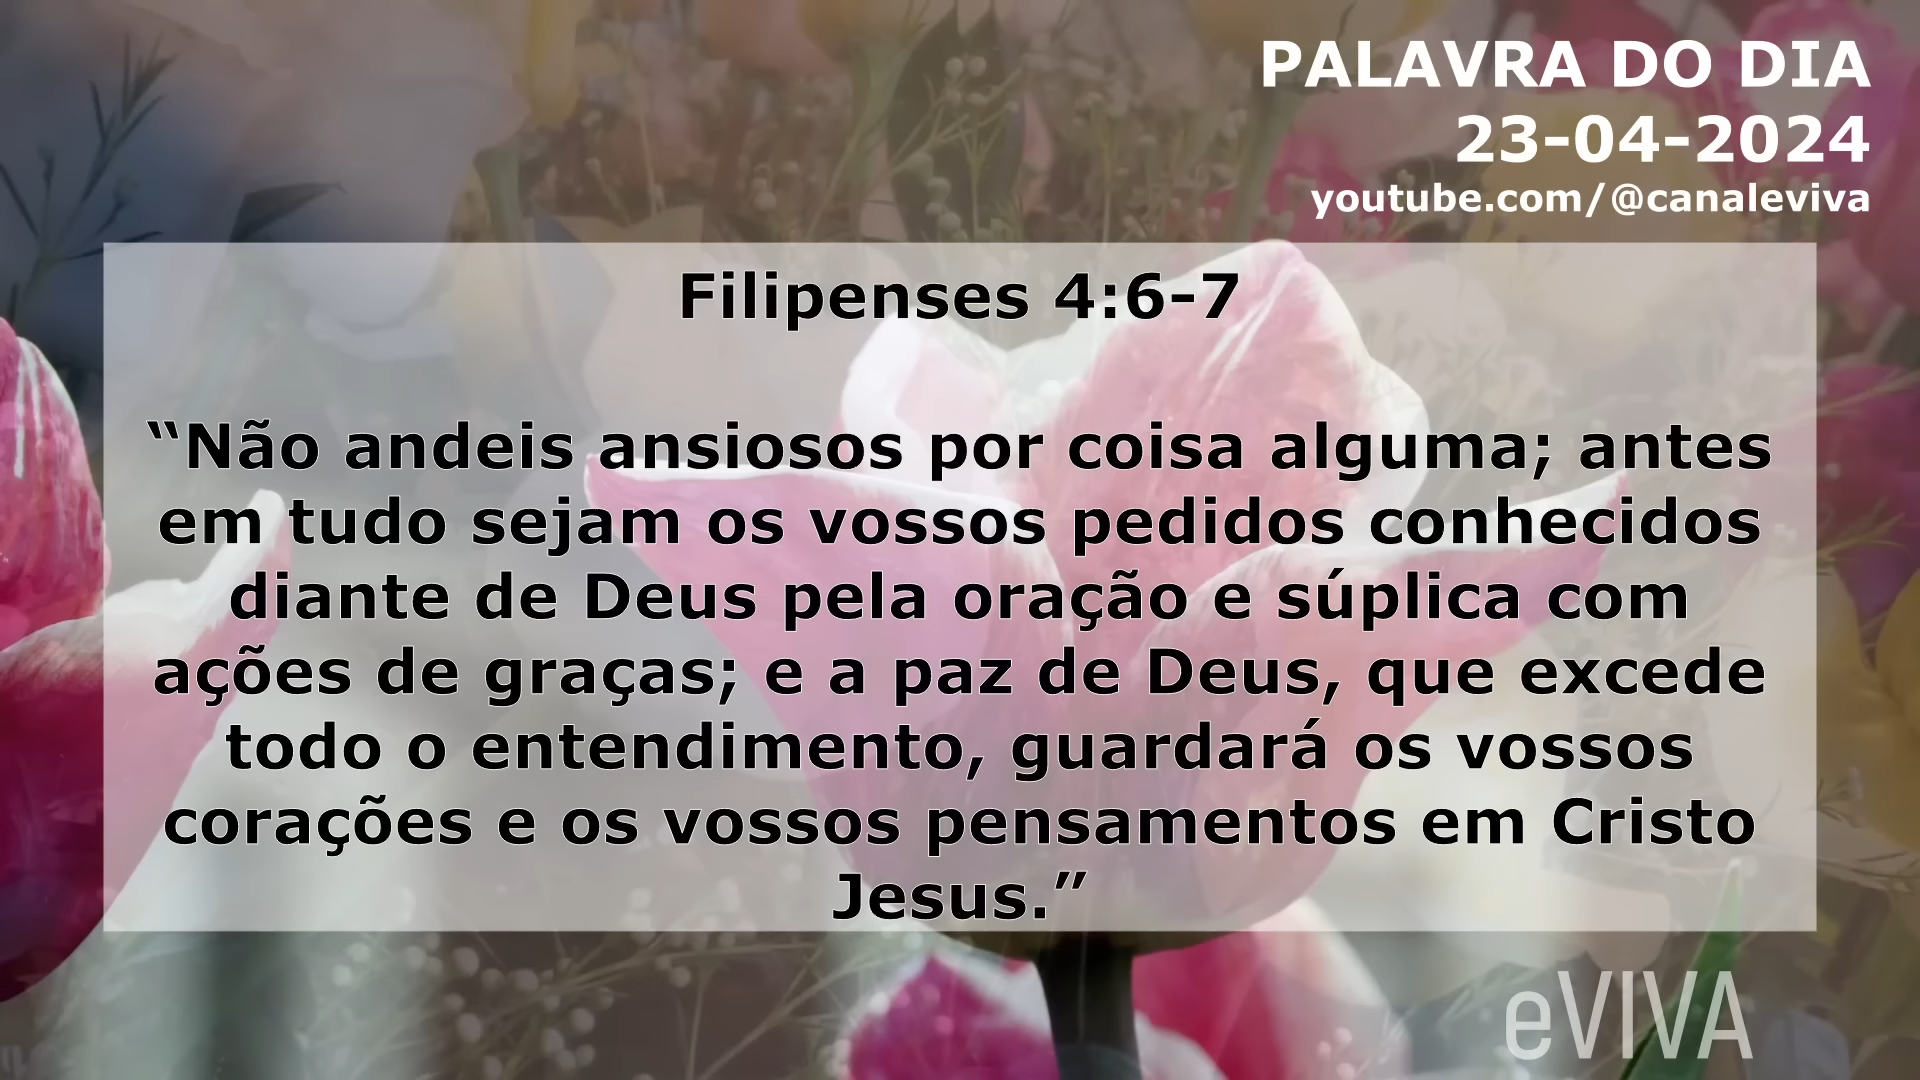 PALAVRA DO DIA
23-04-2024
youtube.com/@canaleviva
Filipenses 4:6-7
“Não andeis ansiosos por coisa alguma; antes
em tudo sejam os vossos pedidos conhecidos
diante de Deus pela oração e súplica com
ações de graças; e a paz de Deus, que excede
todo o entendimento, guardará os vossos
corações e os vossos pensamentos em Cristo
Jesus.”
eVIVA